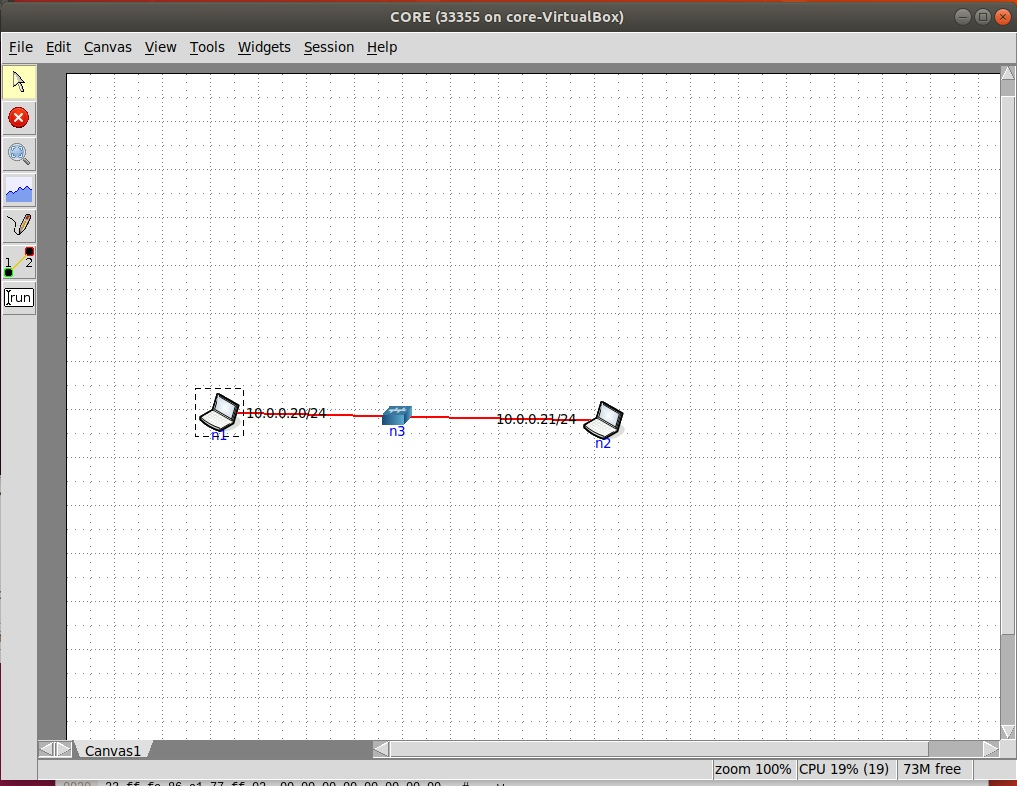 CORE (33355 on core-VirtualBox)
File Edit Canvas View Tools Widgets Session Help
1 2
run
10.0.0.20/24
10.0.0.21/24
n1
n3
n2
Canvas1
zoom 100% CPU 19% (19) 73M free